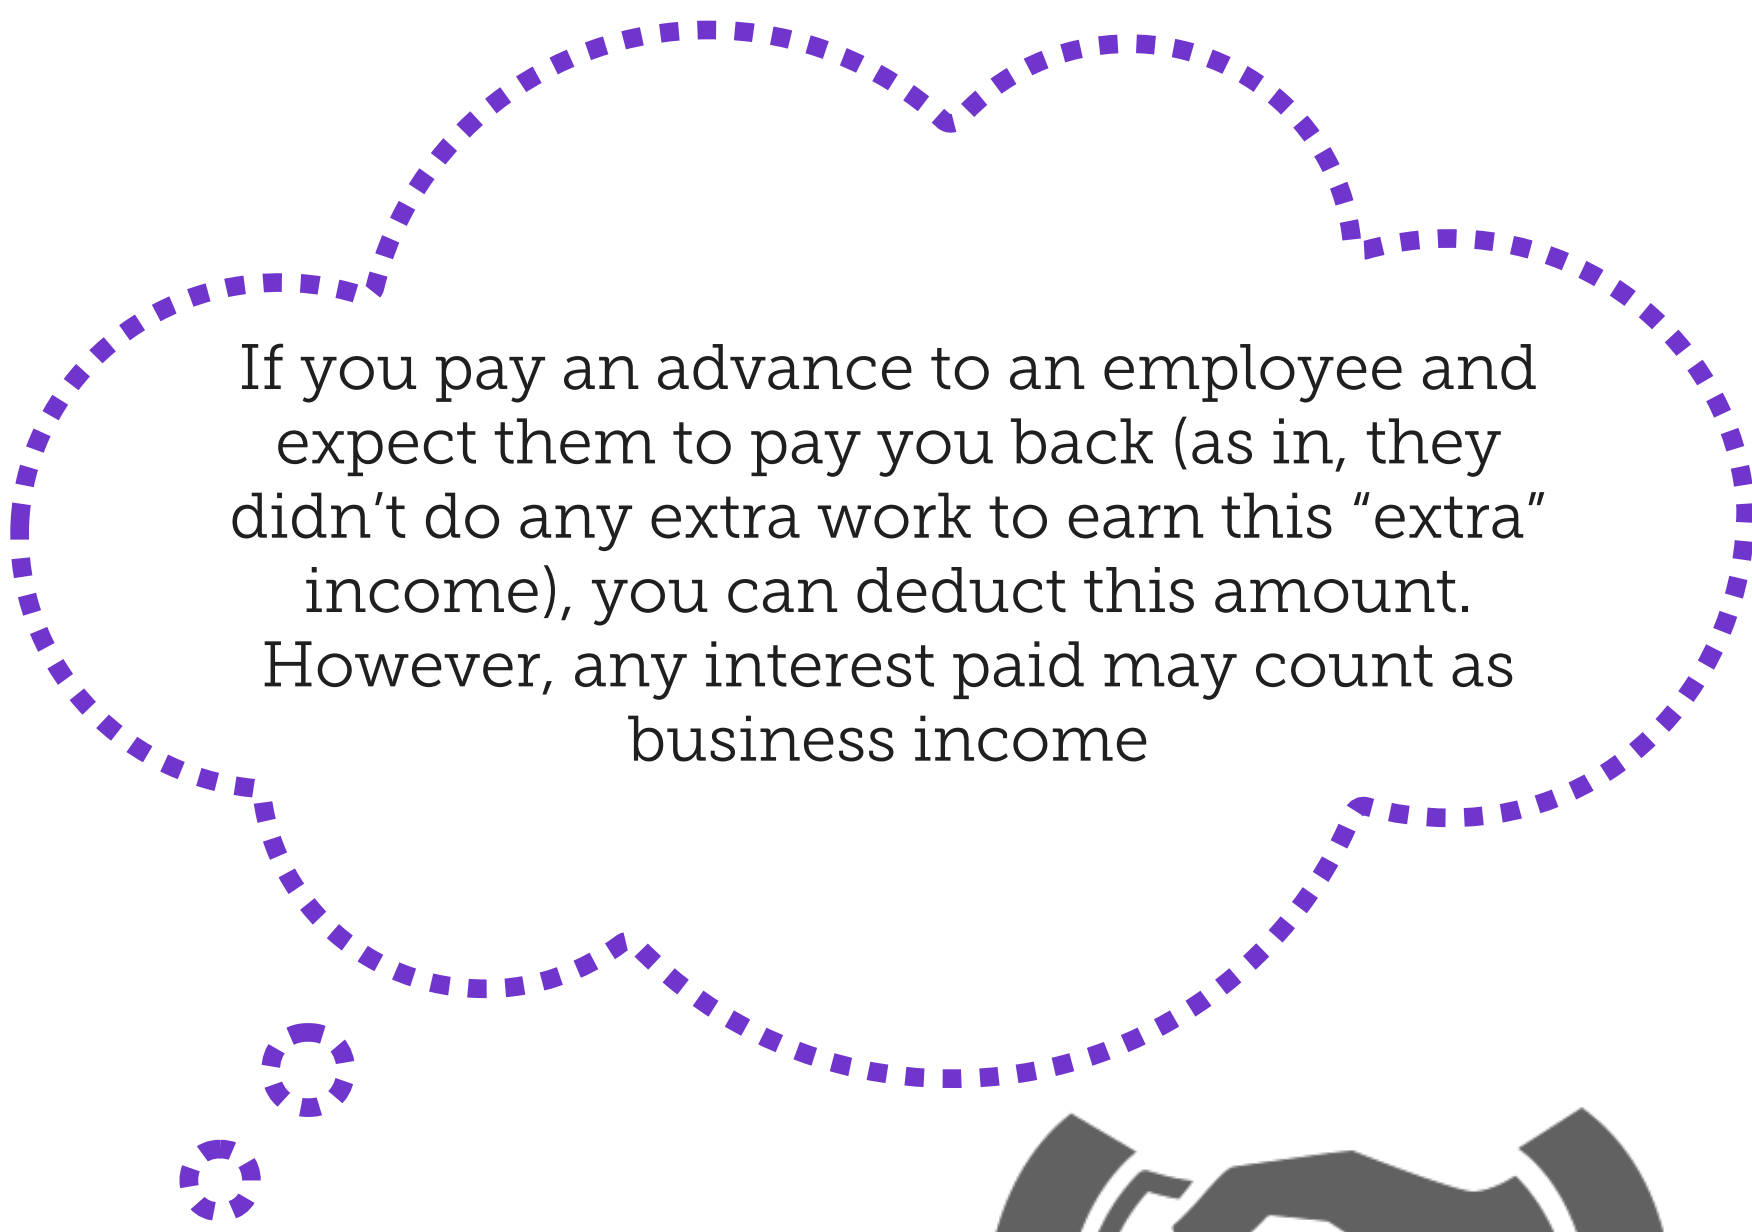 If you pay an advance to an employee and
expect them to pay you back (as in, they
didn’t do any extra work to earn this “extra”
income), you can deduct this amount.
However, any interest paid may count as
business income